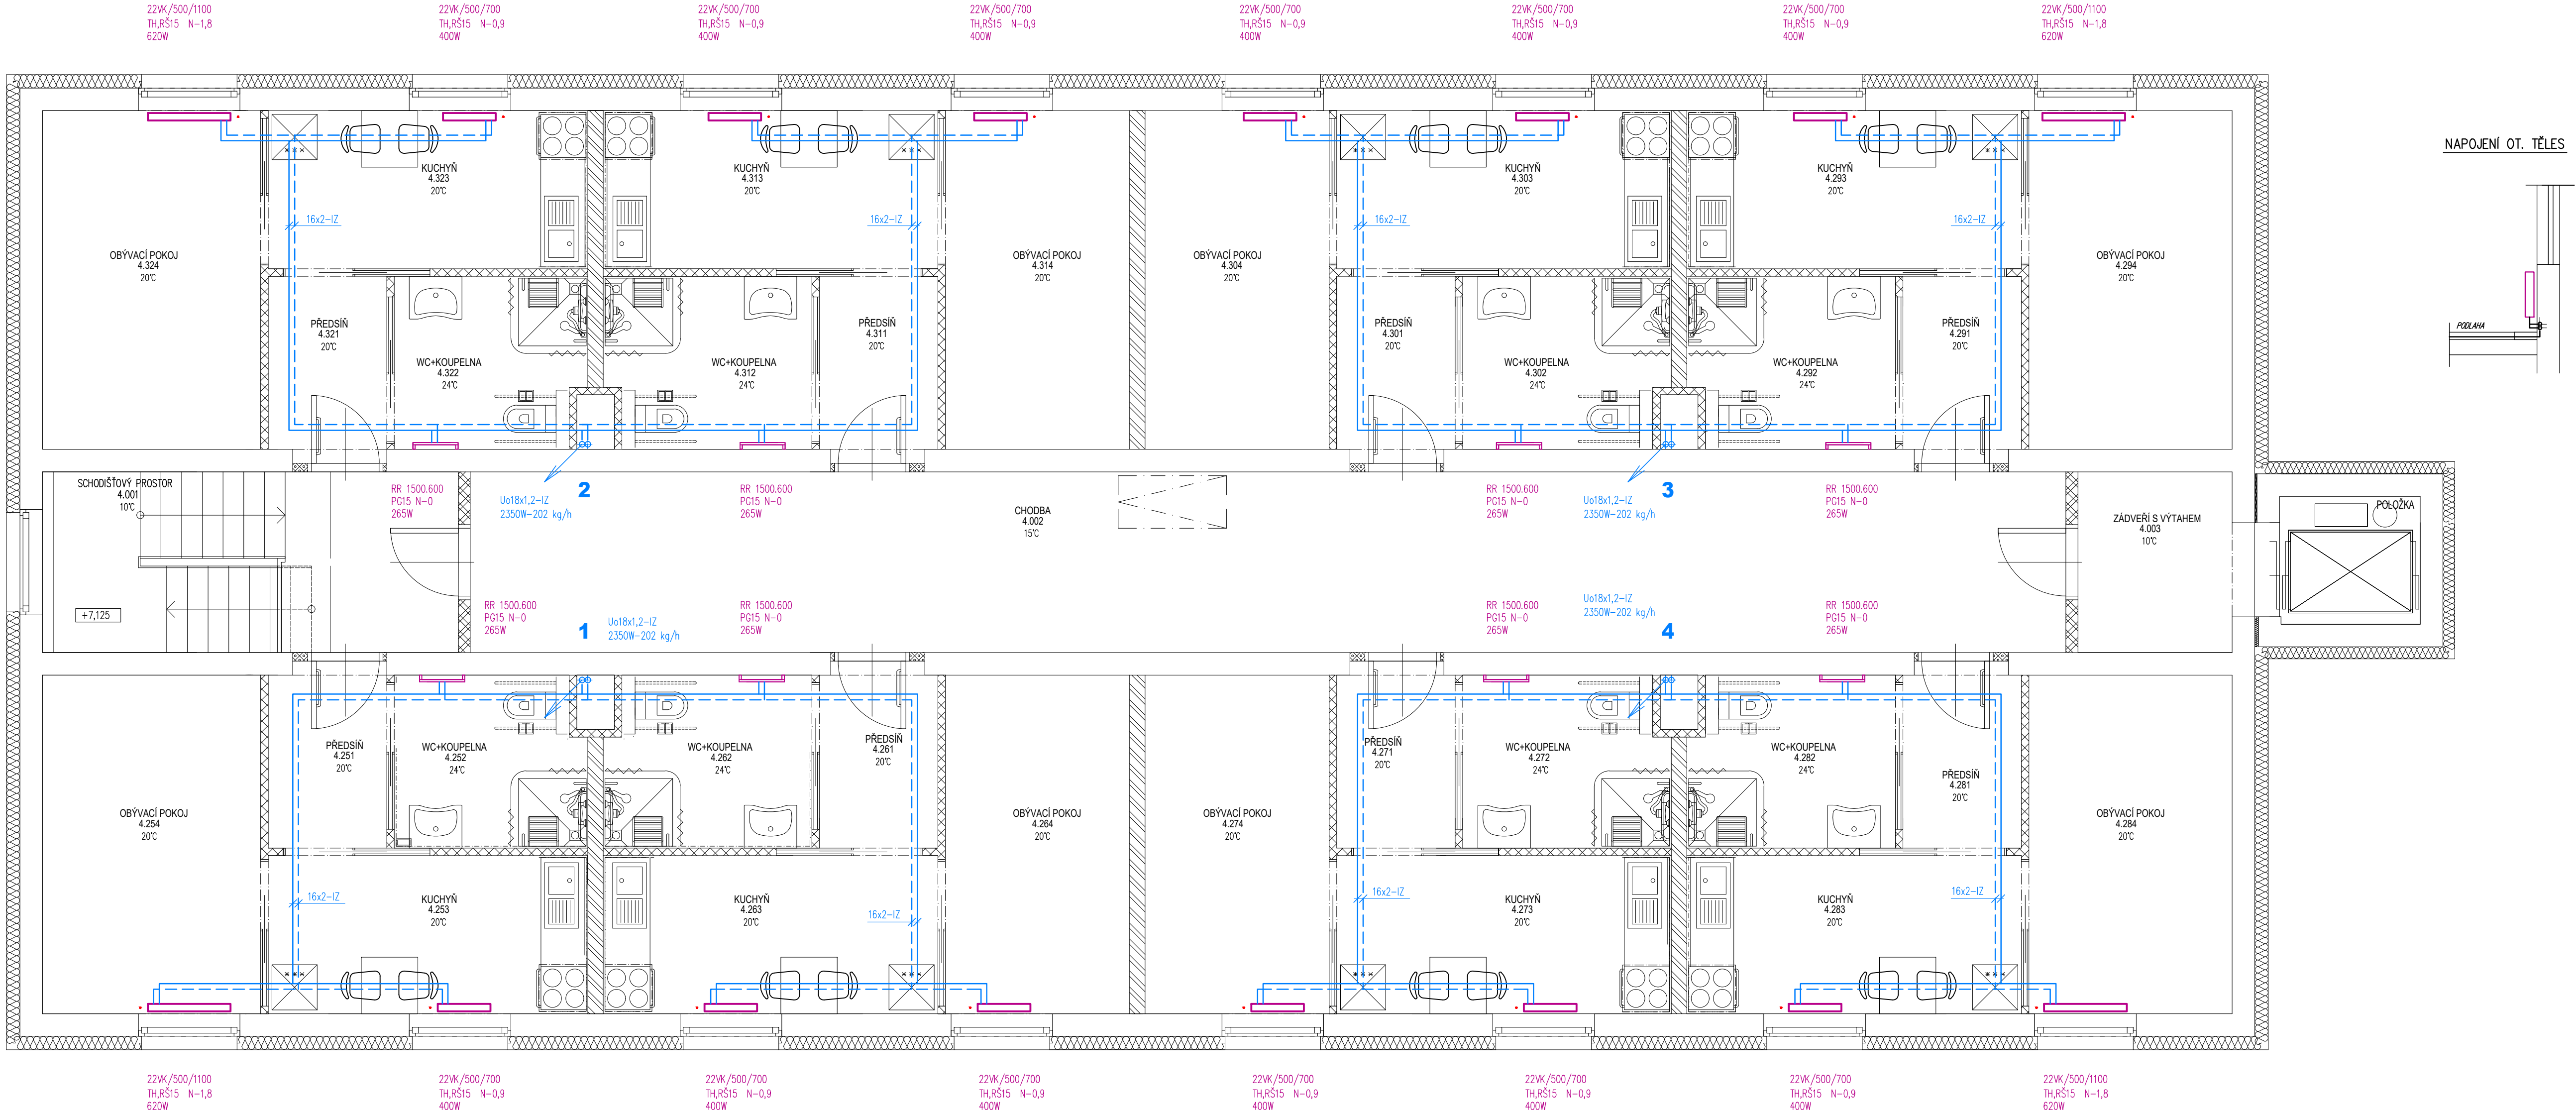 22VK/500/1100
TH,RŠ15 N-1,8
620W
22VK/500/700
TH,RŠ15 N-0,9
400W
22VK/500/700
TH,RŠ15 N-0,9
400W
22VK/500/700
TH,RŠ15 N-0,9
400W
22VK/500/700
TH,RŠ15 N-0,9
400W
22VK/500/700
TH,RŠ15 N-0,9
400W
22VK/500/700
TH,RŠ15 N-0,9
400W
22VK/500/1100
TH,RŠ15 N-1,8
620W
NAPOJENÍ OT. TĚLES
PODLAHA
KUCHYŇ
4.323
20°C
KUCHYŇ
4.313
20°C
KUCHYŇ
4.303
20°C
KUCHYŇ
4.293
20°C
16x2-IZ
16x2-IZ
16x2-IZ
16x2-IZ
OBÝVACÍ POKOJ
4.324
20°C
OBÝVACÍ POKOJ
4.314
20°C
OBÝVACÍ POKOJ
4.304
20°C
OBÝVACÍ POKOJ
4.294
20°C
PŘEDSÍŇ
4.321
20°C
PŘEDSÍŇ
4.311
20°C
PŘEDSÍŇ
4.301
20°C
PŘEDSÍŇ
4.291
20°C
WC+KOUPELNA
4.322
24°C
WC+KOUPELNA
4.312
24°C
WC+KOUPELNA
4.302
24°C
WC+KOUPELNA
4.292
24°C
SCHODIŠŤOVÝ PROSTOR
4.001
10°C
RR 1500.600
PG15 N-0
265W
2
Uo18x1,2-IZ
2350W-202 kg/h
RR 1500.600
PG15 N-0
265W
CHODBA
4.002
15°C
RR 1500.600
PG15 N-0
265W
3
Uo18x1,2-IZ
2350W-202 kg/h
RR 1500.600
PG15 N-0
265W
ZÁDVEŘÍ S VÝTAHEM
4.003
10°C
POLOŽKA
+7,125
RR 1500.600
PG15 N-0
265W
1
Uo18x1,2-IZ
2350W-202 kg/h
RR 1500.600
PG15 N-0
265W
RR 1500.600
PG15 N-0
265W
Uo18x1,2-IZ
2350W-202 kg/h
4
RR 1500.600
PG15 N-0
265W
PŘEDSÍŇ
4.251
20°C
WC+KOUPELNA
4.252
24°C
WC+KOUPELNA
4.262
24°C
PŘEDSÍŇ
4.261
20°C
PŘEDSÍŇ
4.271
20°C
WC+KOUPELNA
4.272
24°C
WC+KOUPELNA
4.282
24°C
PŘEDSÍŇ
4.281
20°C
OBÝVACÍ POKOJ
4.254
20°C
OBÝVACÍ POKOJ
4.264
20°C
OBÝVACÍ POKOJ
4.274
20°C
OBÝVACÍ POKOJ
4.284
20°C
16x2-IZ
KUCHYŇ
4.253
20°C
KUCHYŇ
4.263
20°C
16x2-IZ
16x2-IZ
KUCHYŇ
4.273
20°C
KUCHYŇ
4.283
20°C
16x2-IZ
22VK/500/1100
TH,RŠ15 N-1,8
620W
22VK/500/700
TH,RŠ15 N-0,9
400W
22VK/500/700
TH,RŠ15 N-0,9
400W
22VK/500/700
TH,RŠ15 N-0,9
400W
22VK/500/700
TH,RŠ15 N-0,9
400W
22VK/500/700
TH,RŠ15 N-0,9
400W
22VK/500/700
TH,RŠ15 N-0,9
400W
22VK/500/1100
TH,RŠ15 N-1,8
620W